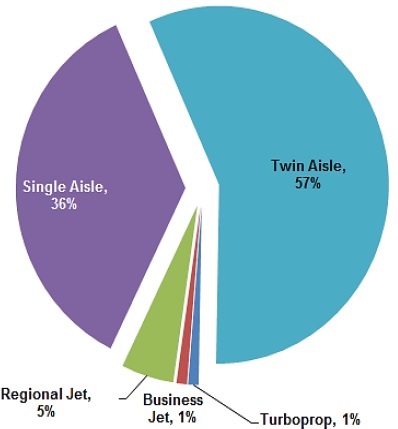 Twin Aisle,
57%
Single Aisle,
36%
Regional Jet,
5%
Business
Jet, 1%
Turboprop, 1%